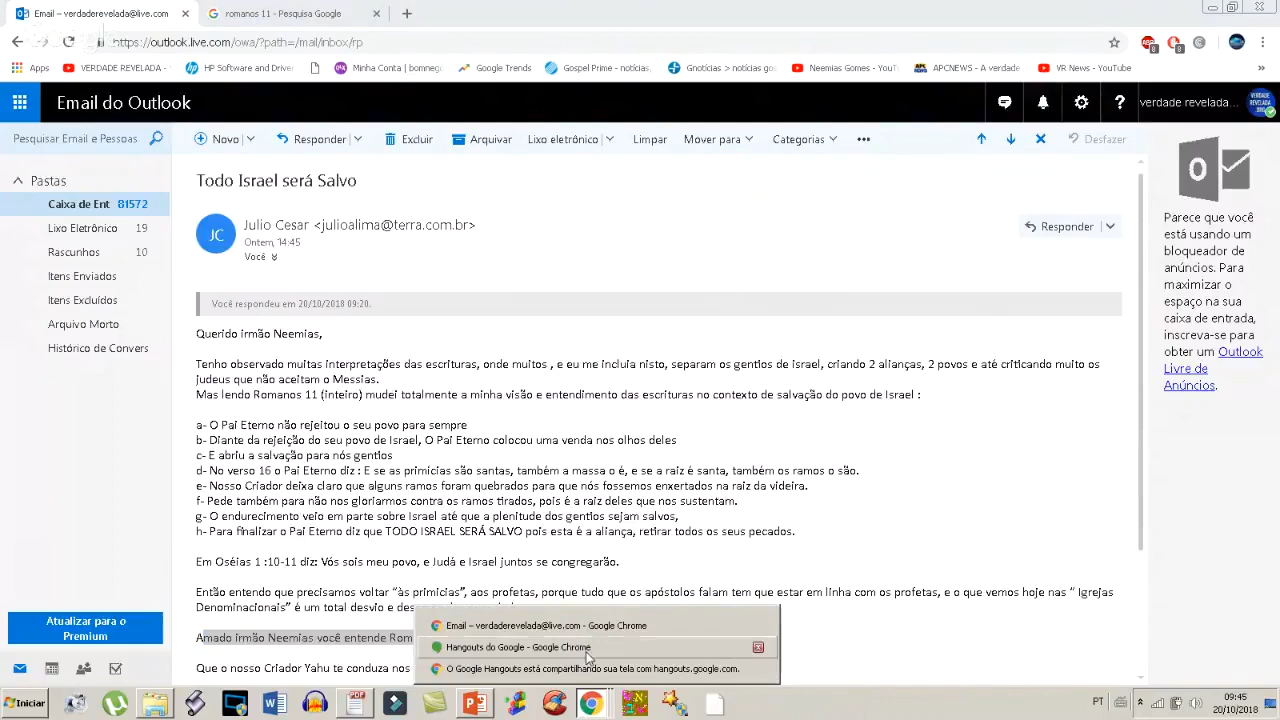 Email – verdaderevelada@live.com
romanos 11 - Pesquisa Google
https://outlook.live.com/owa/?path=/mail/inbox/rp
Apps
VERDADE REVELADA -
HP Software and Driver
Minha Conta | bomneg
Google Trends
Gospel Prime - notícias,
Gnotícias > notícias go
Neemias Gomes - YouT
APCNEWS - A verdade
VR News - YouTube
Email do Outlook
verdade revelada...
Pesquisar Email e Pessoas
Novo
Responder
Excluir
Arquivar
Lixo eletrônico
Limpar
Mover para
Categorias
Desfazer
Pastas
Caixa de Ent 81572
Lixo Eletrônico 19
Rascunhos 10
Itens Enviados
Itens Excluídos
Arquivo Morto
Histórico de Convers
Todo Israel será Salvo
JC
Julio Cesar <julioalima@terra.com.br>
Ontem, 14:45
Você
Responder
Você respondeu em 20/10/2018 09:20.
Querido irmão Neemias,
Tenho observado muitas interpretações das escrituras, onde muitos , e eu me incluia nisto, separam os gentios de israel, criando 2 alianças, 2 povos e até criticando muito os
judeus que não aceitam o Messias.
Mas lendo Romanos 11 (inteiro) mudei totalmente a minha visão e entendimento das escrituras no contexto de salvação do povo de Israel :
a- O Pai Eterno não rejeitou o seu povo para sempre
b- Diante da rejeição do seu povo de Israel, O Pai Eterno colocou uma venda nos olhos deles
c- E abriu a salvação para nós gentios
d- No verso 16 o Pai Eterno diz : E se as primícias são santas, também a massa o é, e se a raiz é santa, também os ramos o são.
e- Nosso Criador deixa claro que alguns ramos foram quebrados para que nós fossemos enxertados na raiz da videira.
f- Pede também para não nos gloriarmos contra os ramos tirados, pois é a raiz deles que nos sustentam.
g- O endurecimento veio em parte sobre Israel até que a plenitude dos gentios sejam salvos,
h- Para finalizar o Pai Eterno diz que TODO ISRAEL SERÁ SALVO pois esta é a aliança, retirar todos os seus pecados.
Em Oséias 1 :10-11 diz: Vós sois meu povo, e Judá e Israel juntos se congregarão.
Então entendo que precisamos voltar "às primicias", aos profetas, porque tudo que os apóstolos falam tem que estar em linha com os profetas, e o que vemos hoje nas " Igrejas
Denominacionais" é um total desvio e
Amado irmão Neemias você entende Rom
Que o nosso Criador Yahu te conduza nos
Parece que você
está usando um
bloqueador de
anúncios. Para
maximizar o
espaço na sua
caixa de entrada,
inscreva-se para
obter um Outlook
Livre de
Anúncios.
Atualizar para o
Premium
Email – verdaderevelada@live.com - Google Chrome
Hangouts do Google - Google Chrome
O Google Hangouts está compartilhando sua tela com hangouts.google.com.
Iniciar
PT
09:45
20/10/2018